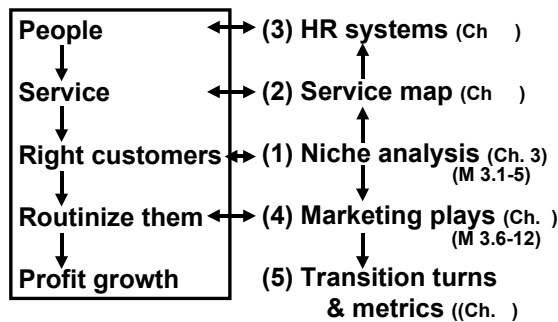 People
(3) HR systems (Ch )
Service
(2) Service map (Ch )
Right customers
(1) Niche analysis (Ch. 3)
(M 3.1-5)
Routinize them
(4) Marketing plays (Ch. )
(M 3.6-12)
Profit growth
(5) Transition turns
& metrics ((Ch. )